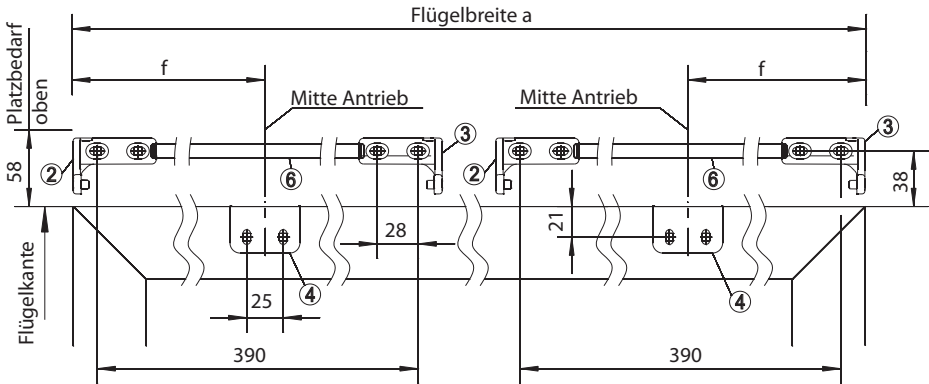 Flügelbreite a
Platzbedarf
oben
f
f
Mitte Antrieb
Mitte Antrieb
3
3
2
2
6
6
58
38
28
21
Flügelkante
4
4
25
390
390